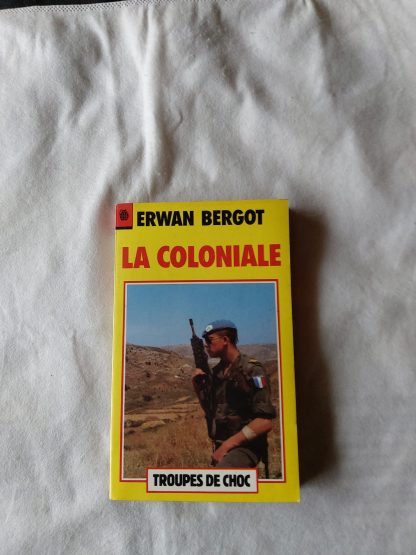 ERWAN BERGOT
LA COLONIALE
TROUPES DE CHOC